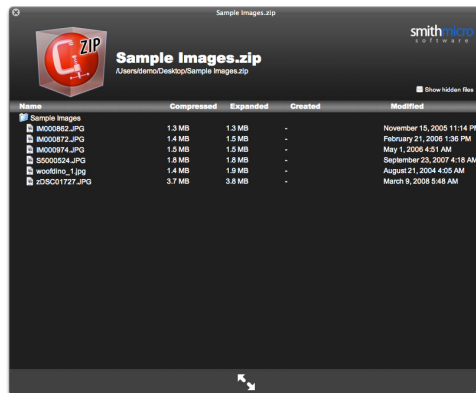 Sample Images.zip
smithmicro
software
ZIP
Sample Images.zip
/Users/demo/Desktop/Sample Images.zip
Show hidden files
Name Compressed Expanded Created Modified
Sample Images
IM000862.JPG 1.3 MB 1.3 MB - November 15, 2005 11:14 PM
IM000872.JPG 1.4 MB 1.5 MB - February 21, 2006 1:36 PM
IM000974.JPG 1.5 MB 1.5 MB - May 1, 2006 4:51 AM
S5000524.JPG 1.8 MB 1.8 MB - September 23, 2007 4:18 AM
woofdino_1.jpg 1.4 MB 1.9 MB - August 21, 2004 4:05 AM
zDSC01727.JPG 3.7 MB 3.8 MB - March 9, 2008 5:48 AM